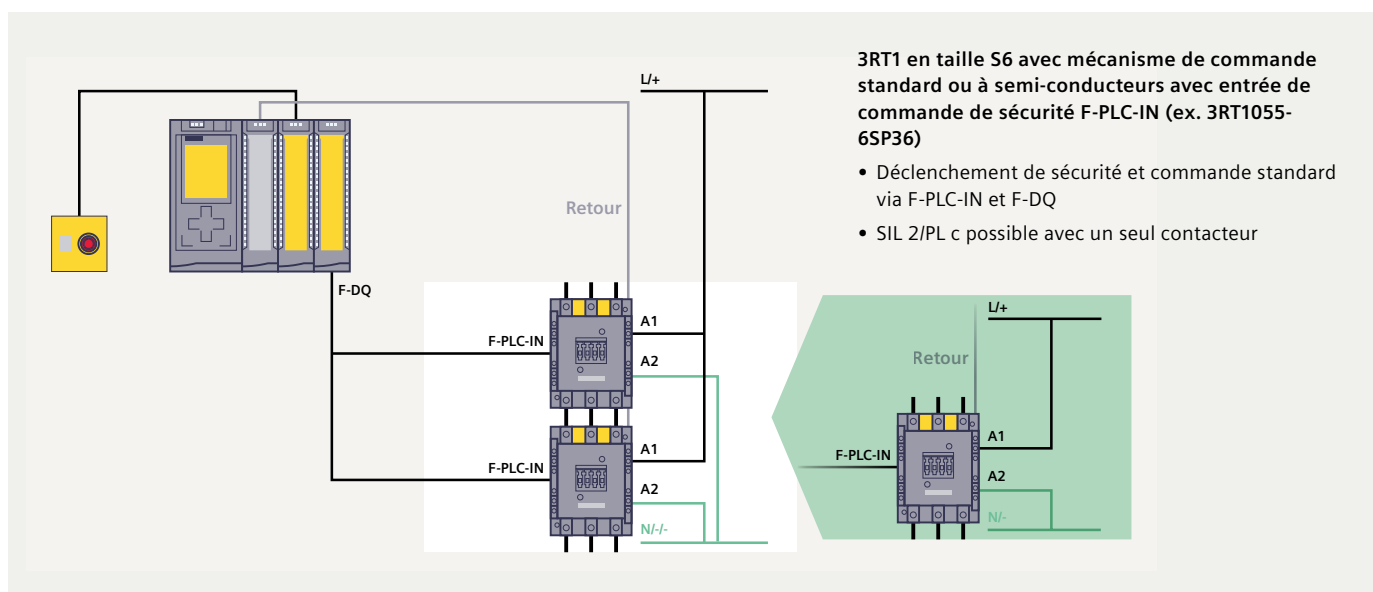 3RT1 en taille S6 avec mécanisme de commande
standard ou à semi-conducteurs avec entrée de
commande de sécurité F-PLC-IN (ex. 3RT1055-
6SP36)
• Déclenchement de sécurité et commande standard
via F-PLC-IN et F-DQ
• SIL 2/PL c possible avec un seul contacteur
L/+
Retour
F-DQ
F-PLC-IN
A1
A2
F-PLC-IN
A1
A2
N/-/-
L/+
Retour
F-PLC-IN
A1
A2
N/-